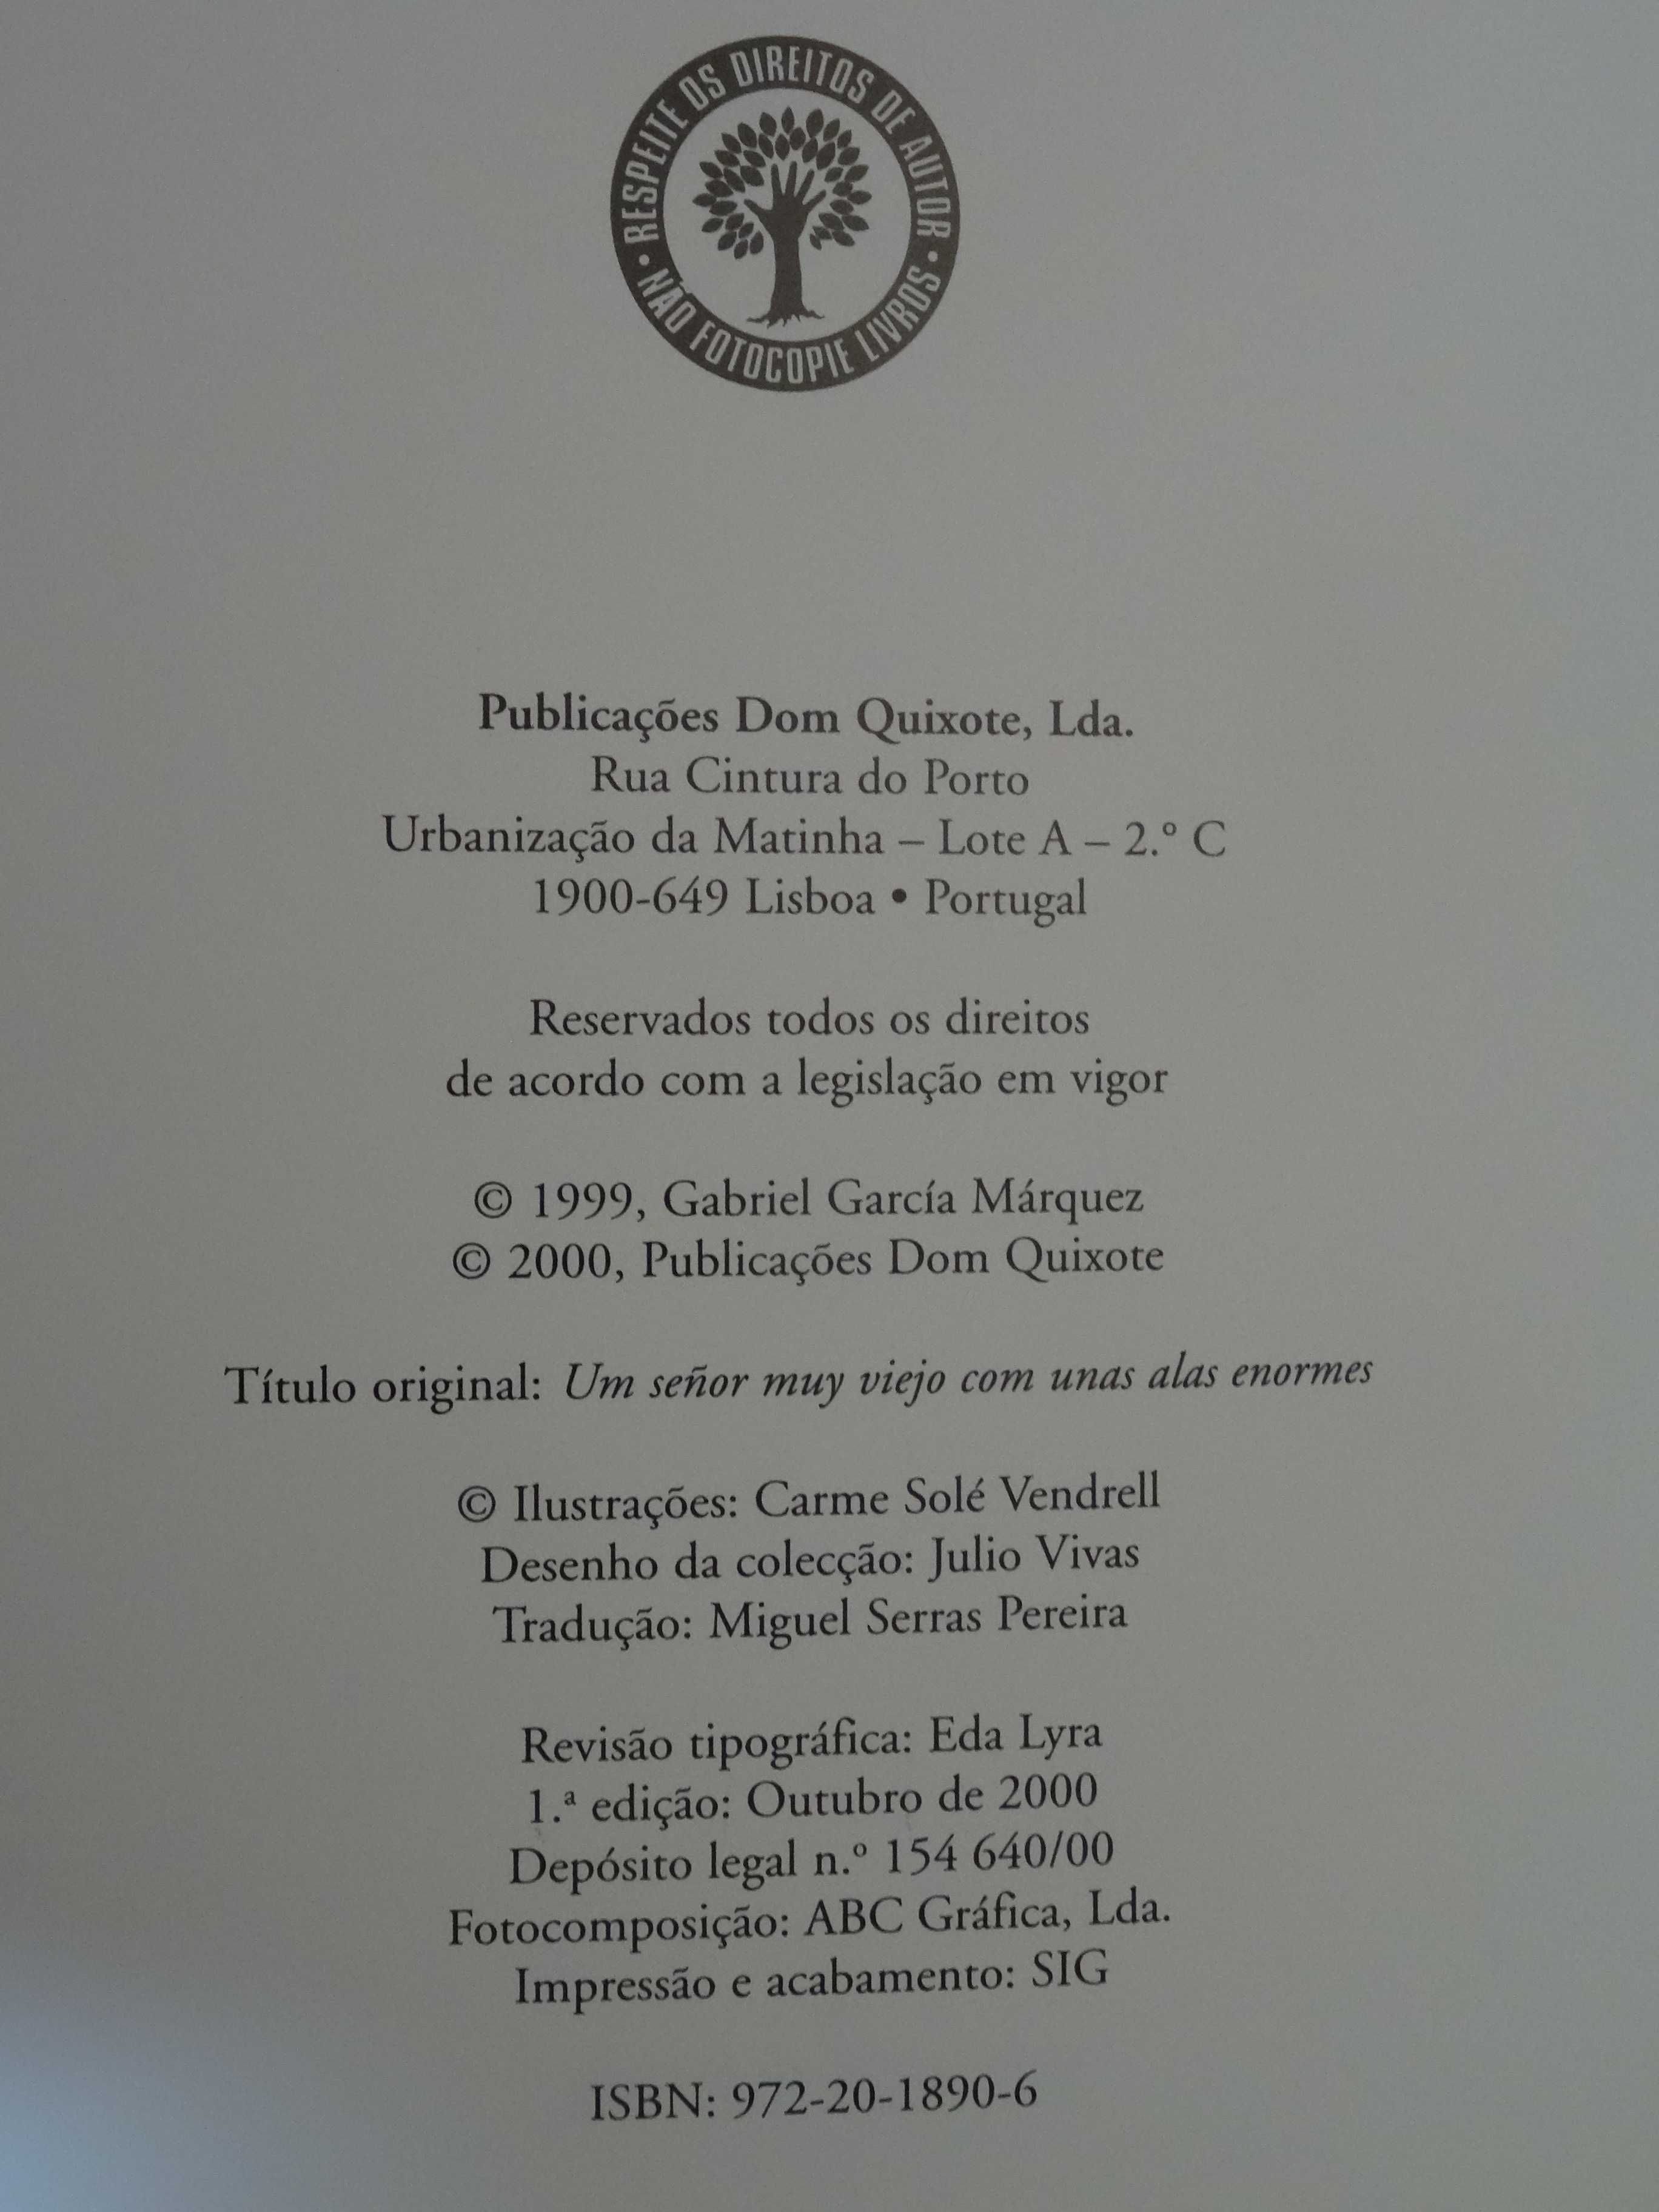 RESPEITE OS DIREITOS DE AUTOR •
NÃO FOTOCOPIE LIVROS •
Publicações Dom Quixote, Lda.
Rua Cintura do Porto
Urbanização da Matinha – Lote A – 2.º C
1900-649 Lisboa • Portugal
Reservados todos os direitos
de acordo com a legislação em vigor
© 1999, Gabriel García Márquez
© 2000, Publicações Dom Quixote
Título original: Um señor muy viejo com unas alas enormes
© Ilustrações: Carme Solé Vendrell
Desenho da colecção: Julio Vivas
Tradução: Miguel Serras Pereira
Revisão tipográfica: Eda Lyra
1.ª edição: Outubro de 2000
Depósito legal n.º 154 640/00
Fotocomposição: ABC Gráfica, Lda.
Impressão e acabamento: SIG
ISBN: 972-20-1890-6